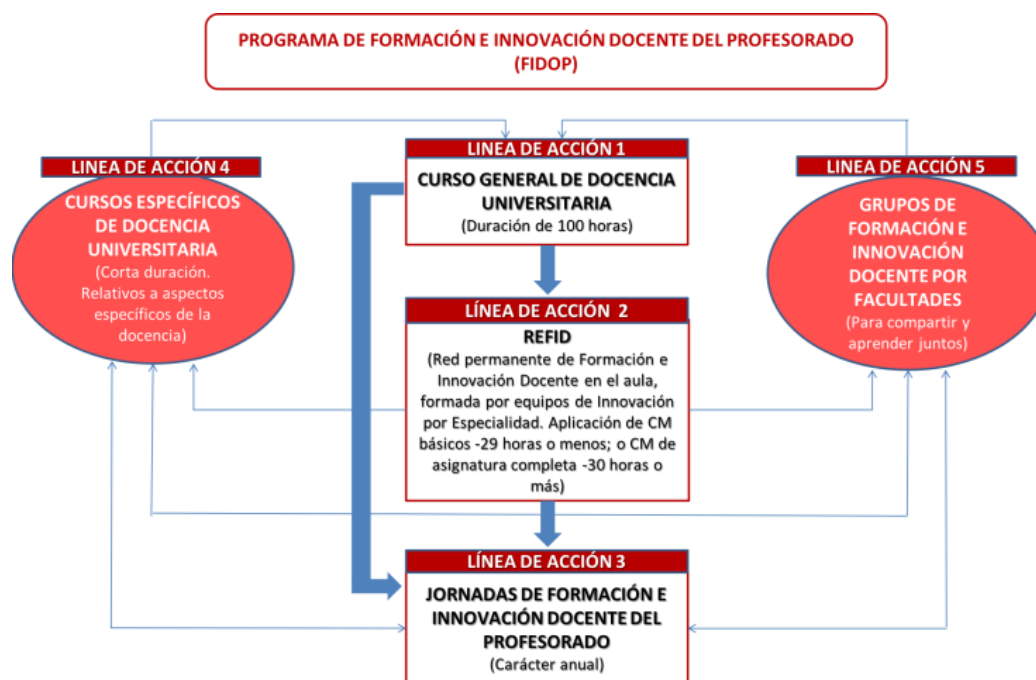 PROGRAMA DE FORMACIÓN E INNOVACIÓN DOCENTE DEL PROFESORADO
(FIDOP)
LINEA DE ACCIÓN 1
CURSO GENERAL DE DOCENCIA
UNIVERSITARIA
(Duración de 100 horas)
LINEA DE ACCIÓN 4
CURSOS ESPECÍFICOS
DE DOCENCIA
UNIVERSITARIA
(Corta duración.
Relativos a aspectos
específicos de la
docencia)
LINEA DE ACCIÓN 5
GRUPOS DE
FORMACIÓN E
INNOVACIÓN
DOCENTE POR
FACULTADES
(Para compartir y
aprender juntos)
LÍNEA DE ACCIÓN 2
REFID
(Red permanente de Formación e
Innovación Docente en el aula,
formada por equipos de Innovación
por Especialidad. Aplicación de CM
básicos -29 horas o menos; o CM de
asignatura completa -30 horas o
más)
LÍNEA DE ACCIÓN 3
JORNADAS DE FORMACIÓN E
INNOVACIÓN DOCENTE DEL
PROFESORADO
(Carácter anual)